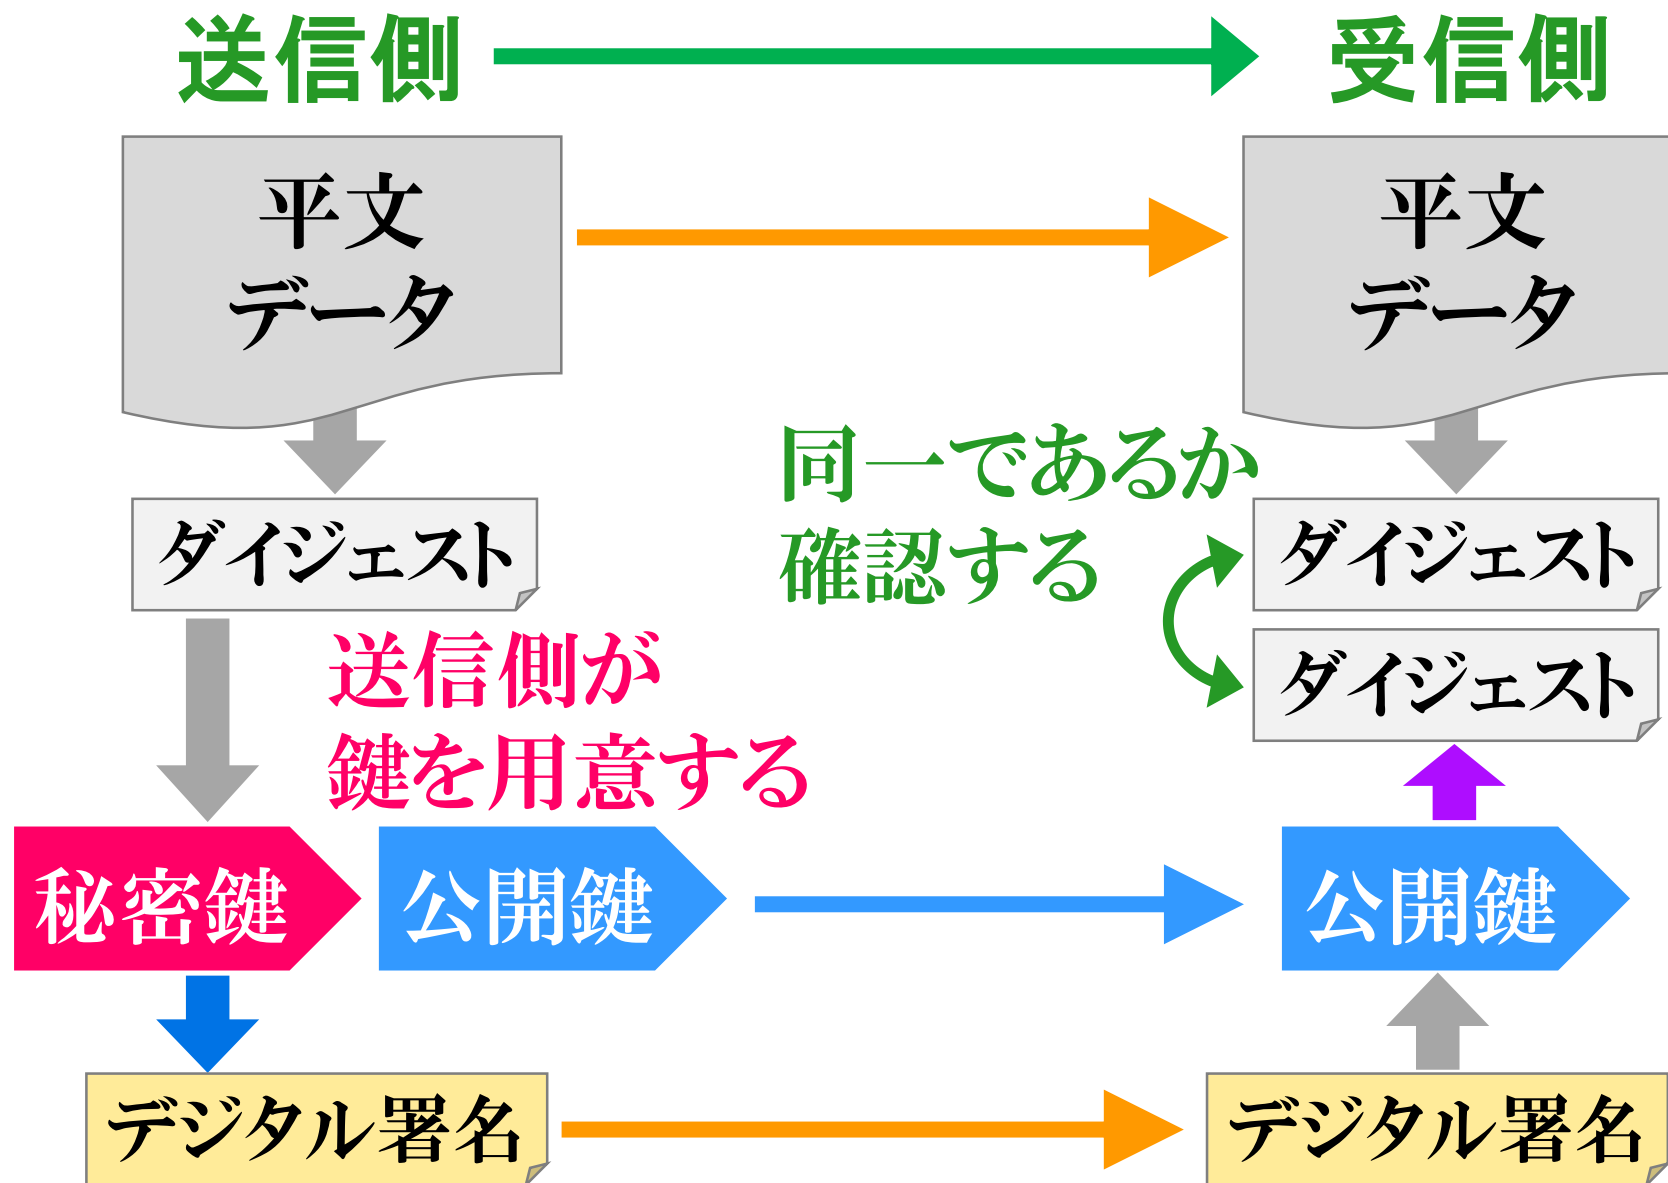 送信側
受信側
平文
データ
平文
データ
ダイジェスト
同一であるか
確認する
ダイジェスト
ダイジェスト
送信側が
鍵を用意する
秘密鍵
公開鍵
公開鍵
デジタル署名
デジタル署名